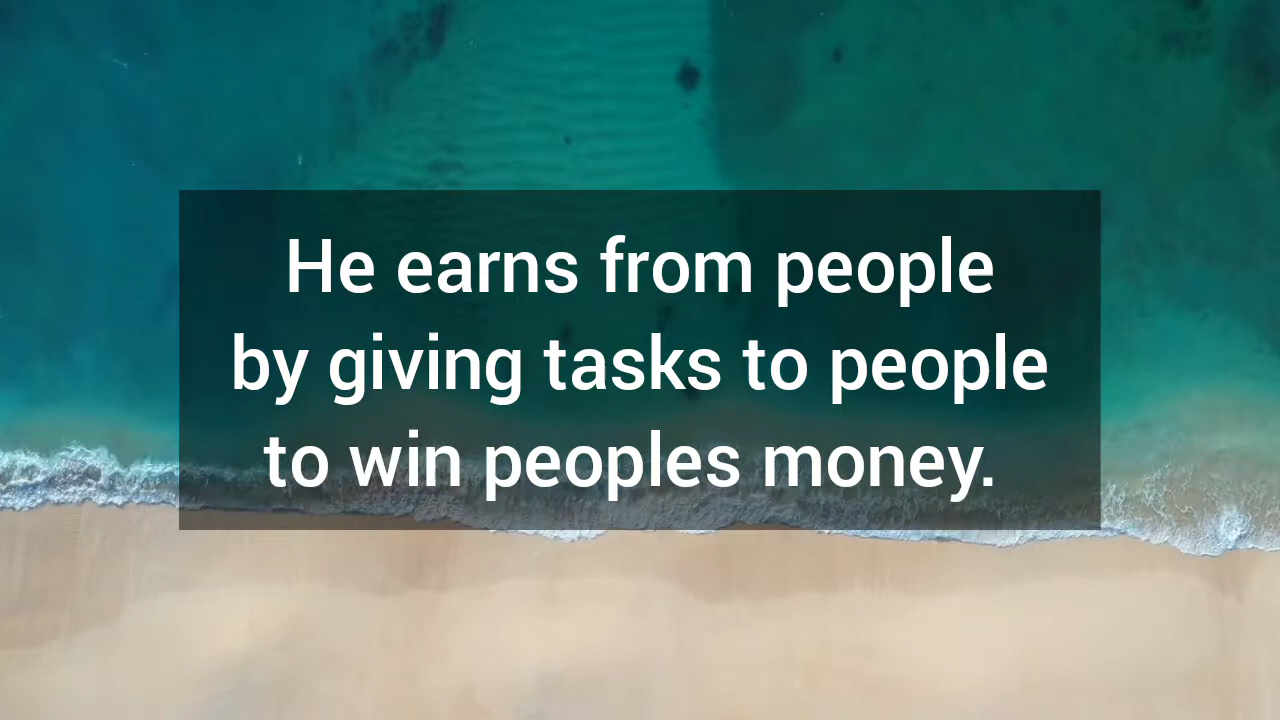 He earns from people
by giving tasks to people
to win peoples money.